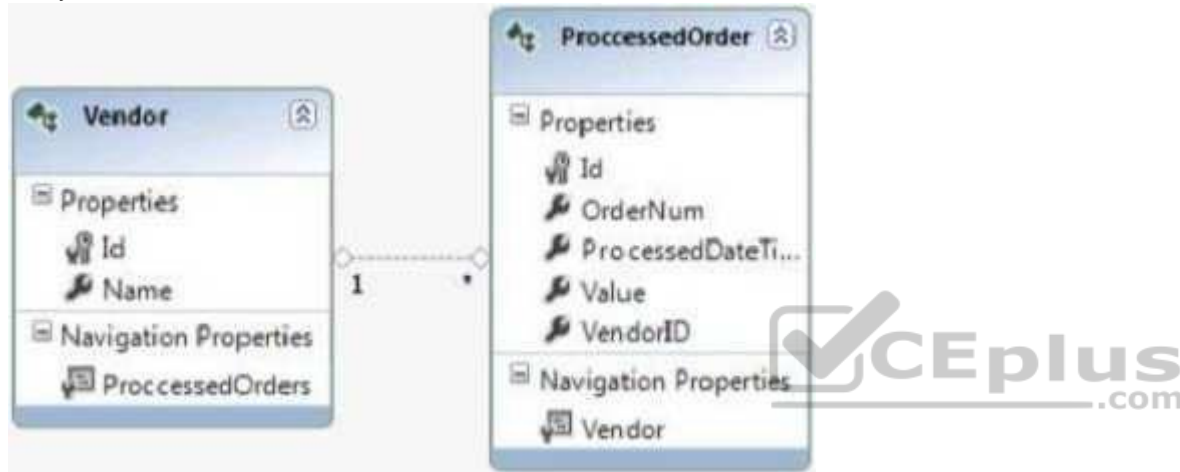 Vendor
Properties
Id
Name
Navigation Properties
ProccessedOrders
1
*
ProccessedOrder
Properties
Id
OrderNum
ProcessedDateTi...
Value
VendorID
Navigation Properties
Vendor
CEplus
.com